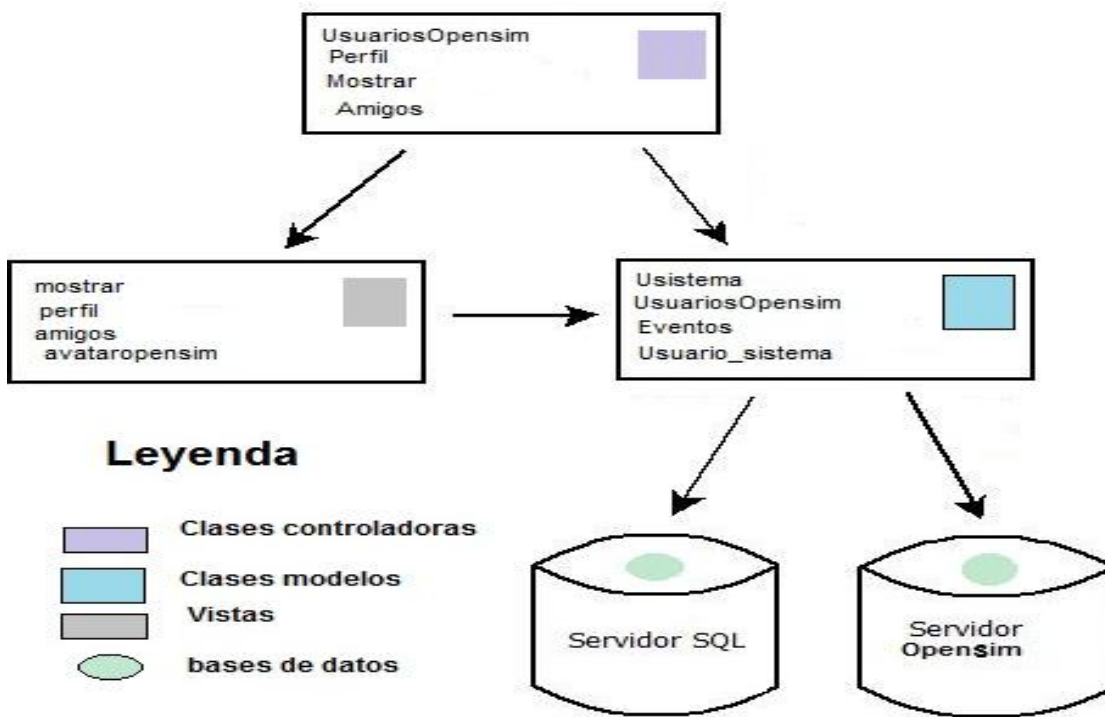 UsuariosOpensim
Perfil
Mostrar
Amigos
mostrar
perfil
amigos
avataropensim
Usistema
UsuariosOpensim
Eventos
Usuario_sistema
Leyenda
Clases controladoras
Clases modelos
Vistas
bases de datos
Servidor SQL
Servidor
Opensim